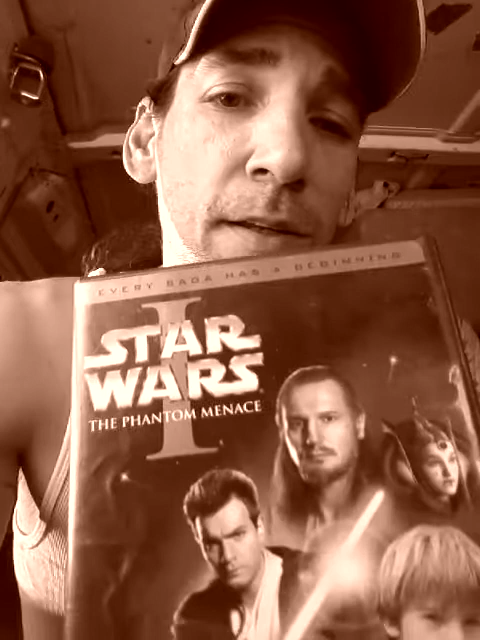 EVERY SAGA HAS A BEGINNING
I
STAR
WARS
THE PHANTOM MENACE